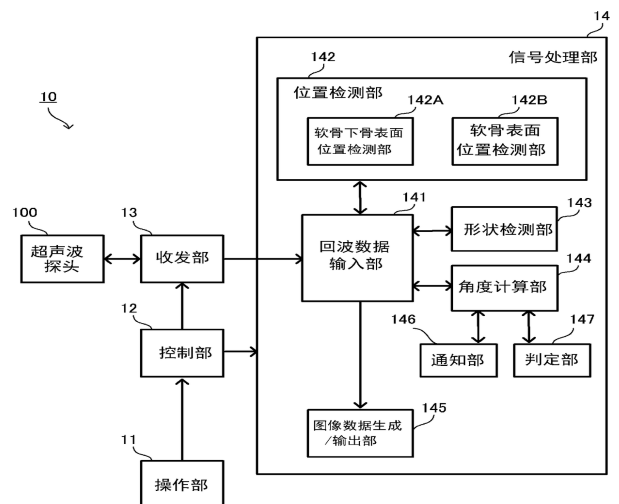 14
信号处理部
142
位置检测部
142A
142B
软骨下骨表面
位置检测部
软骨表面
位置检测部
10
100
13
141
143
超声波
探头
收发部
回波数据
输入部
形状检测部
144
角度计算部
12
控制部
146
147
通知部
判定部
145
图像数据生成
/输出部
11
操作部